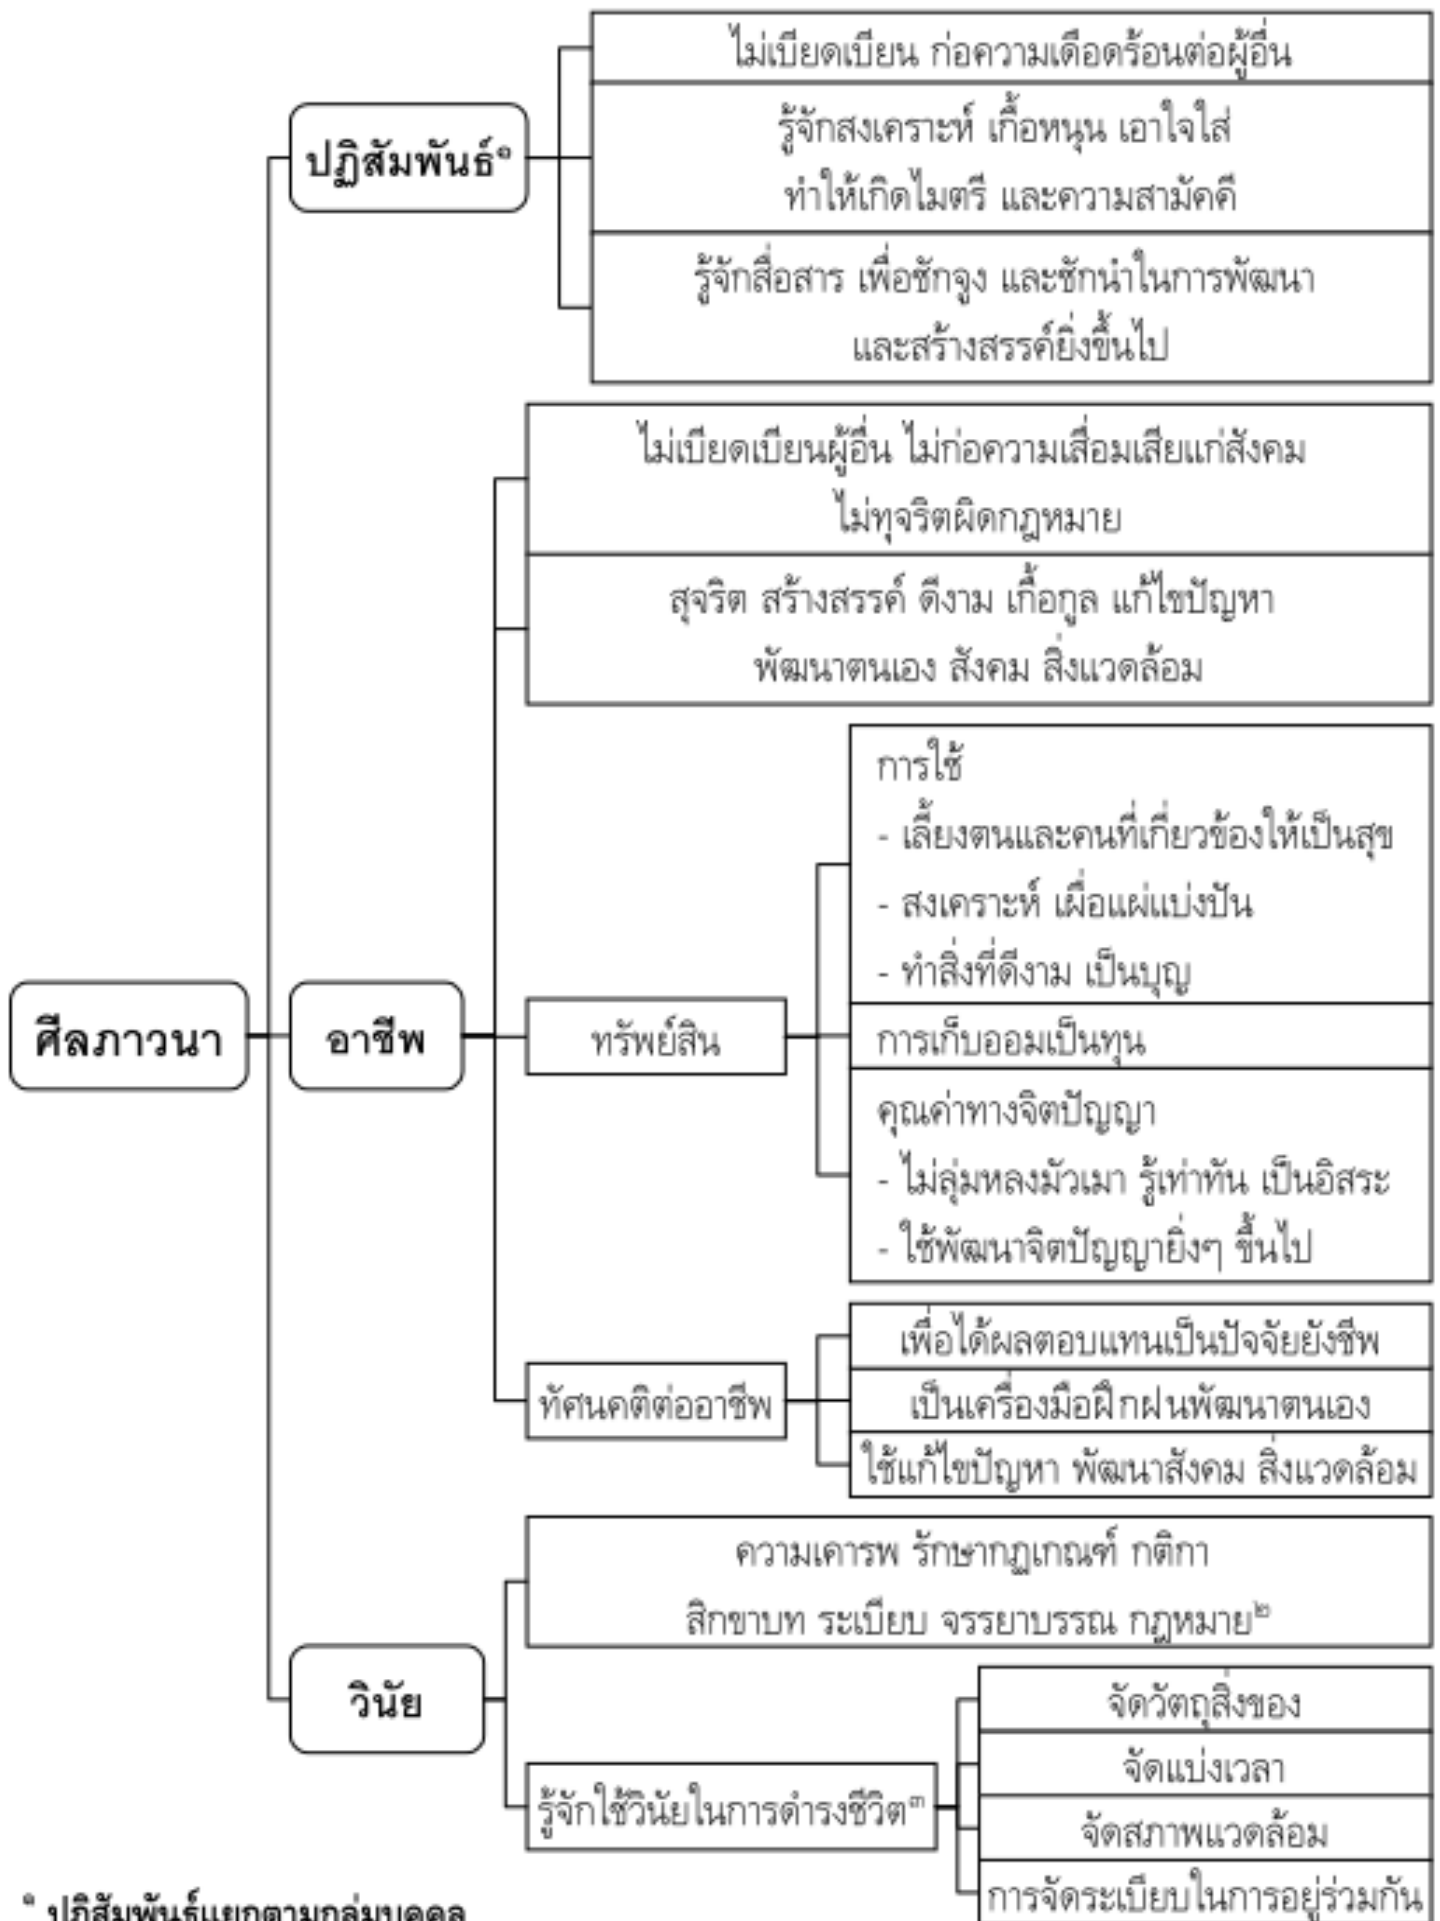 ไม่เบียดเบียน ก่อความเดือดร้อนต่อผู้อื่น
ปฏิสัมพันธ์๑
รู้จักสงเคราะห์ เกื้อหนุน เอาใจใส่
ทำให้เกิดไมตรี และความสามัคคี
รู้จักสื่อสาร เพื่อชักจูง และชักนำในการพัฒนา
และสร้างสรรค์ยิ่งขึ้นไป
ไม่เบียดเบียนผู้อื่น ไม่ก่อความเสื่อมเสียแก่สังคม
ไม่ทุจริตผิดกฎหมาย
สุจริต สร้างสรรค์ ดีงาม เกื้อกูล แก้ไขปัญหา
พัฒนาตนเอง สังคม สิ่งแวดล้อม
ศีลภาวนา
อาชีพ
ทรัพย์สิน
การใช้
- เลี้ยงตนและคนที่เกี่ยวข้องให้เป็นสุข
- สงเคราะห์ เผื่อแผ่แบ่งปัน
- ทำสิ่งที่ดีงาม เป็นบุญ
การเก็บออมเป็นทุน
คุณค่าทางจิตปัญญา
- ไม่ลุ่มหลงมัวเมา รู้เท่าทัน เป็นอิสระ
- ใช้พัฒนาจิตปัญญายิ่งๆ ขึ้นไป
ทัศนคติต่ออาชีพ
เพื่อได้ผลตอบแทนเป็นปัจจัยยังชีพ
เป็นเครื่องมือฝึกฝนพัฒนาตนเอง
ใช้แก้ไขปัญหา พัฒนาสังคม สิ่งแวดล้อม
วินัย
ความเคารพ รักษากฎเกณฑ์ กติกา
สิกขาบท ระเบียบ จรรยาบรรณ กฎหมาย๒
รู้จักใช้วินัยในการดำรงชีวิต๓
จัดวัตถุสิ่งของ
จัดแบ่งเวลา
จัดสภาพแวดล้อม
การจัดระเบียบในการอยู่ร่วมกัน
๑ ปฏิสัมพันธ์แยกตามกลุ่มบุคคล